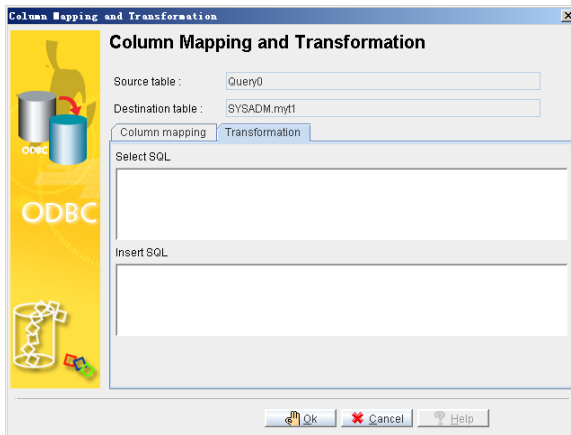 Column Mapping and Transformation
Column Mapping and Transformation
Source table : Query0
Destination table : SYSADM.myt1
Column mapping Transformation
Select SQL
ODBC
ODBC
Insert SQL
Ok Cancel Help